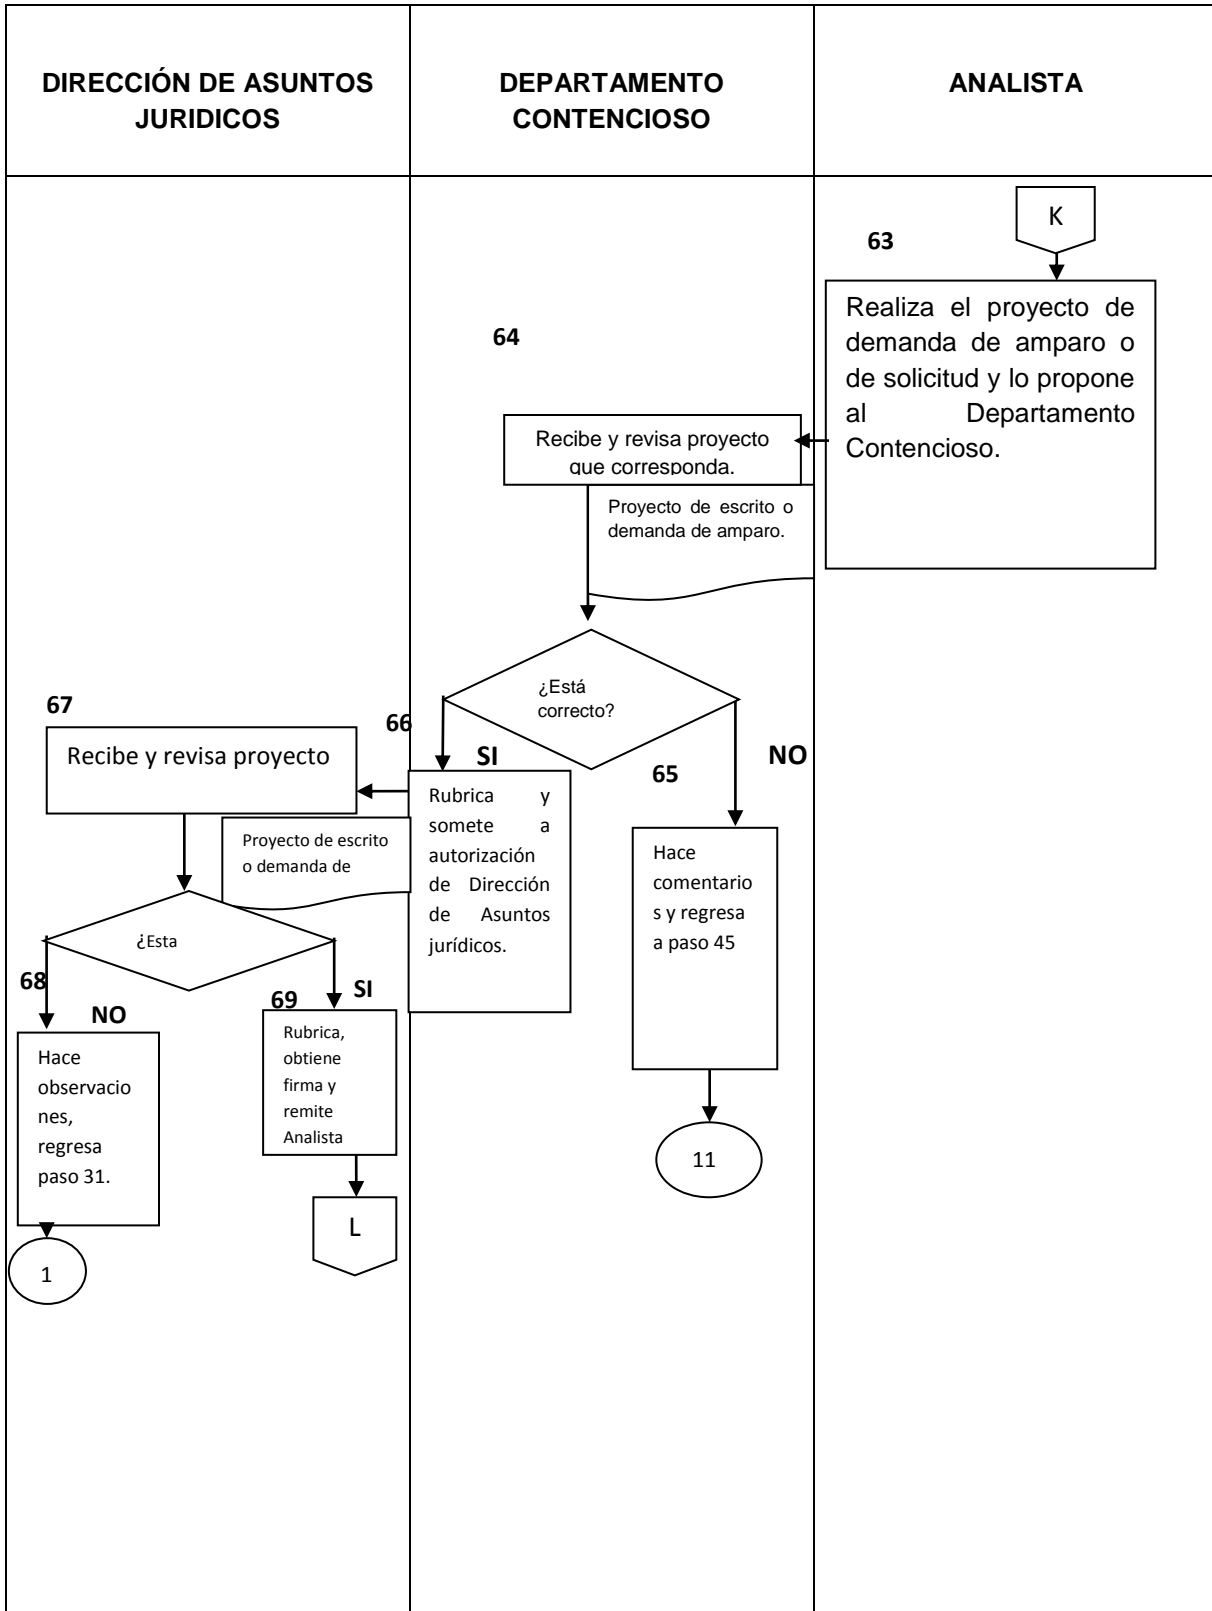 DIRECCIÓN DE ASUNTOS
JURIDICOS
DEPARTAMENTO
CONTENCIOSO
ANALISTA
K
63
Realiza el proyecto de
demanda de amparo o
de solicitud y lo propone
al Departamento
Contencioso.
64
Recibe y revisa proyecto
que corresponda.
Proyecto de escrito o
demanda de amparo.
¿Está
correcto?
66
SI
65
NO
Rubrica y
somete a
autorización
de Dirección
de Asuntos
jurídicos.
Hace
comentario
s y regresa
a paso 45
11
67
Recibe y revisa proyecto
Proyecto de escrito
o demanda de
¿Esta
68
NO
69
SI
Hace
observacio
nes,
regresa
paso 31.
1
Rubrica,
obtiene
firma y
remite
Analista
L